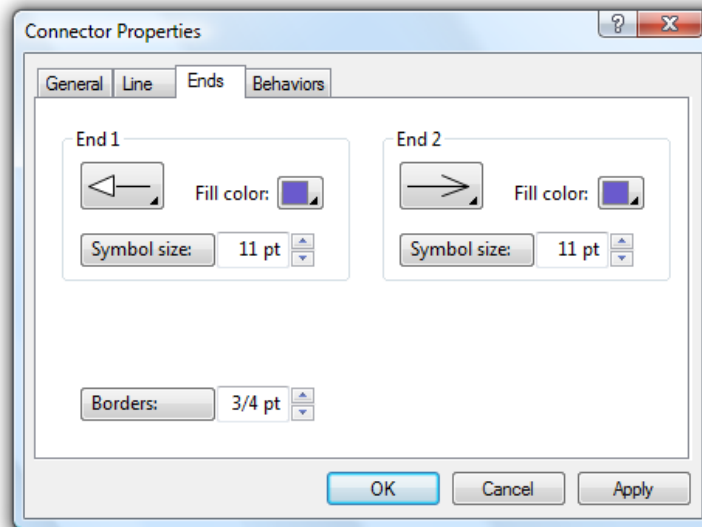 Connector Properties
?
General Line Ends Behaviors
End 1 End 2
Fill color: Fill color:
Symbol size: 11 pt Symbol size: 11 pt
Borders: 3/4 pt
OK Cancel Apply